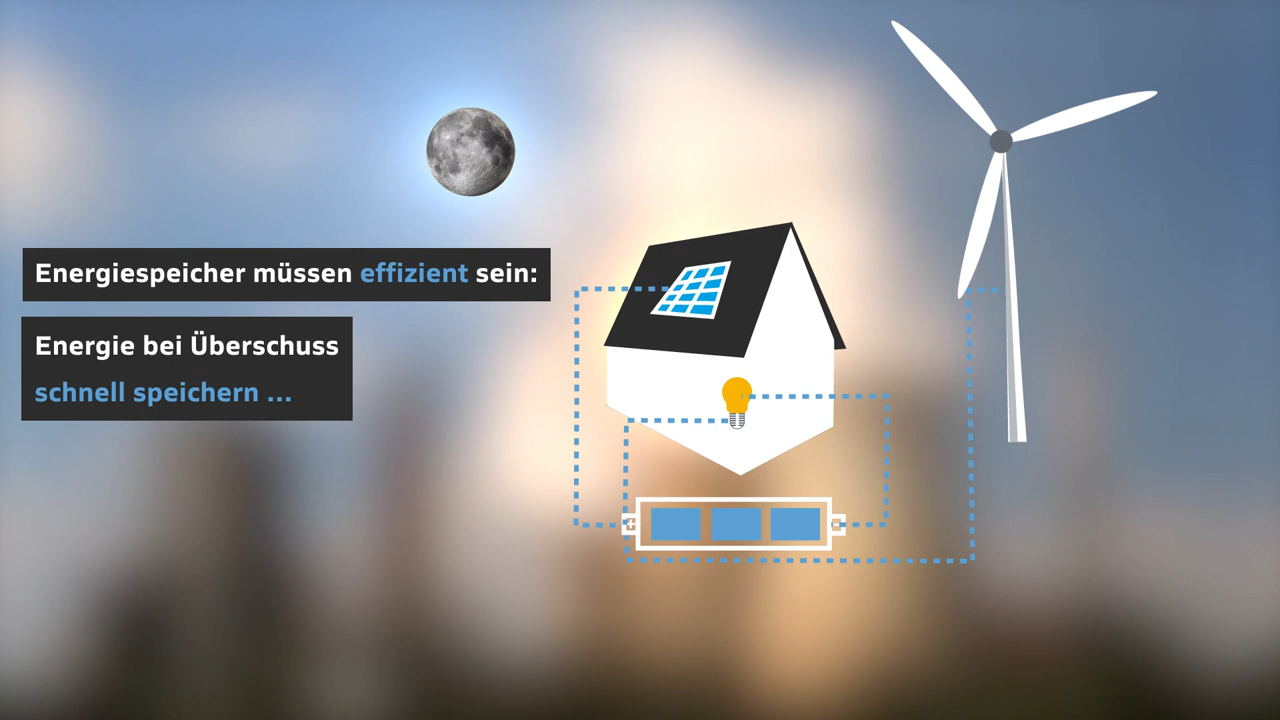 Energiespeicher müssen effizient sein:
Energie bei Überschuss
schnell speichern ...